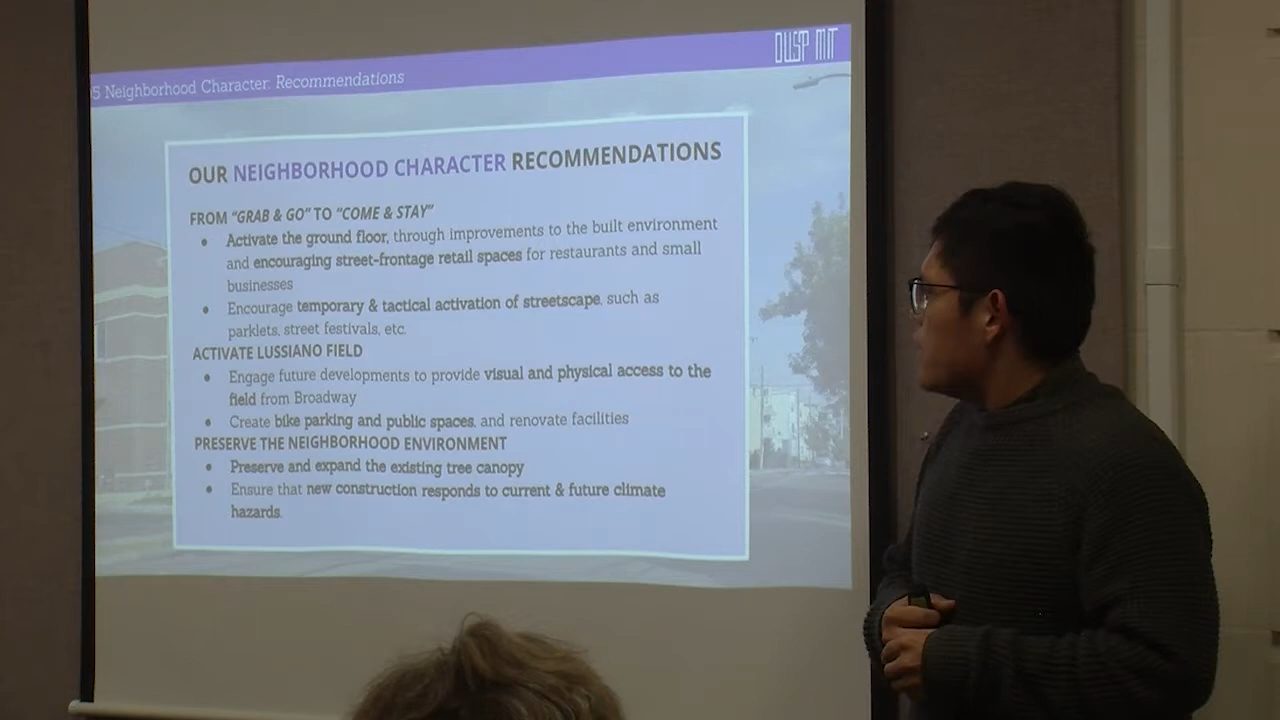 DUSP MIT
5 Neighborhood Character: Recommendations
OUR NEIGHBORHOOD CHARACTER RECOMMENDATIONS
FROM "GRAB & GO" TO "COME & STAY"
● Activate the ground floor, through improvements to the built environment
and encouraging street-frontage retail spaces for restaurants and small
businesses
● Encourage temporary & tactical activation of streetscape, such as
parklets, street festivals, etc.
ACTIVATE LUSSIANO FIELD
● Engage future developments to provide visual and physical access to the
field from Broadway
● Create bike parking and public spaces, and renovate facilities
PRESERVE THE NEIGHBORHOOD ENVIRONMENT
● Preserve and expand the existing tree canopy
● Ensure that new construction responds to current & future climate
hazards.